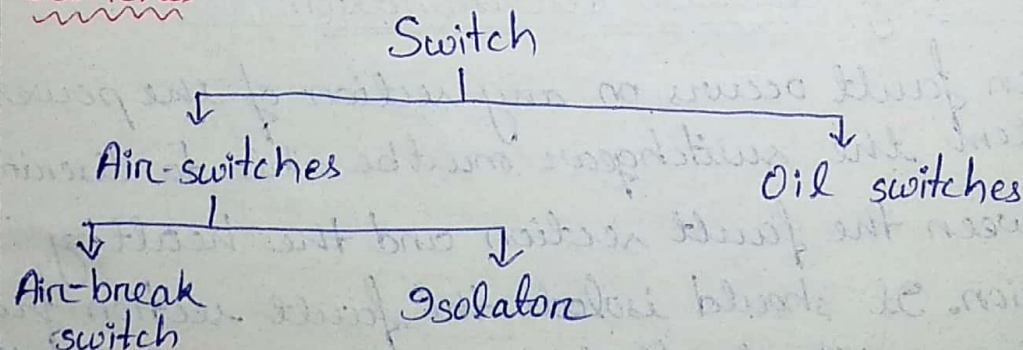 Switch
Air-switches
Oil switches
Air-break
switch
Isolator